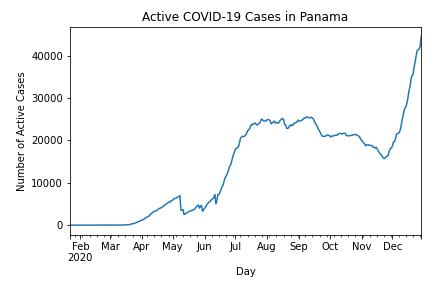 Active COVID-19 Cases in Panama
Number of Active Cases
40000
30000
20000
10000
0
Feb Mar Apr May Jun Jul Aug Sep Oct Nov Dec
2020
Day